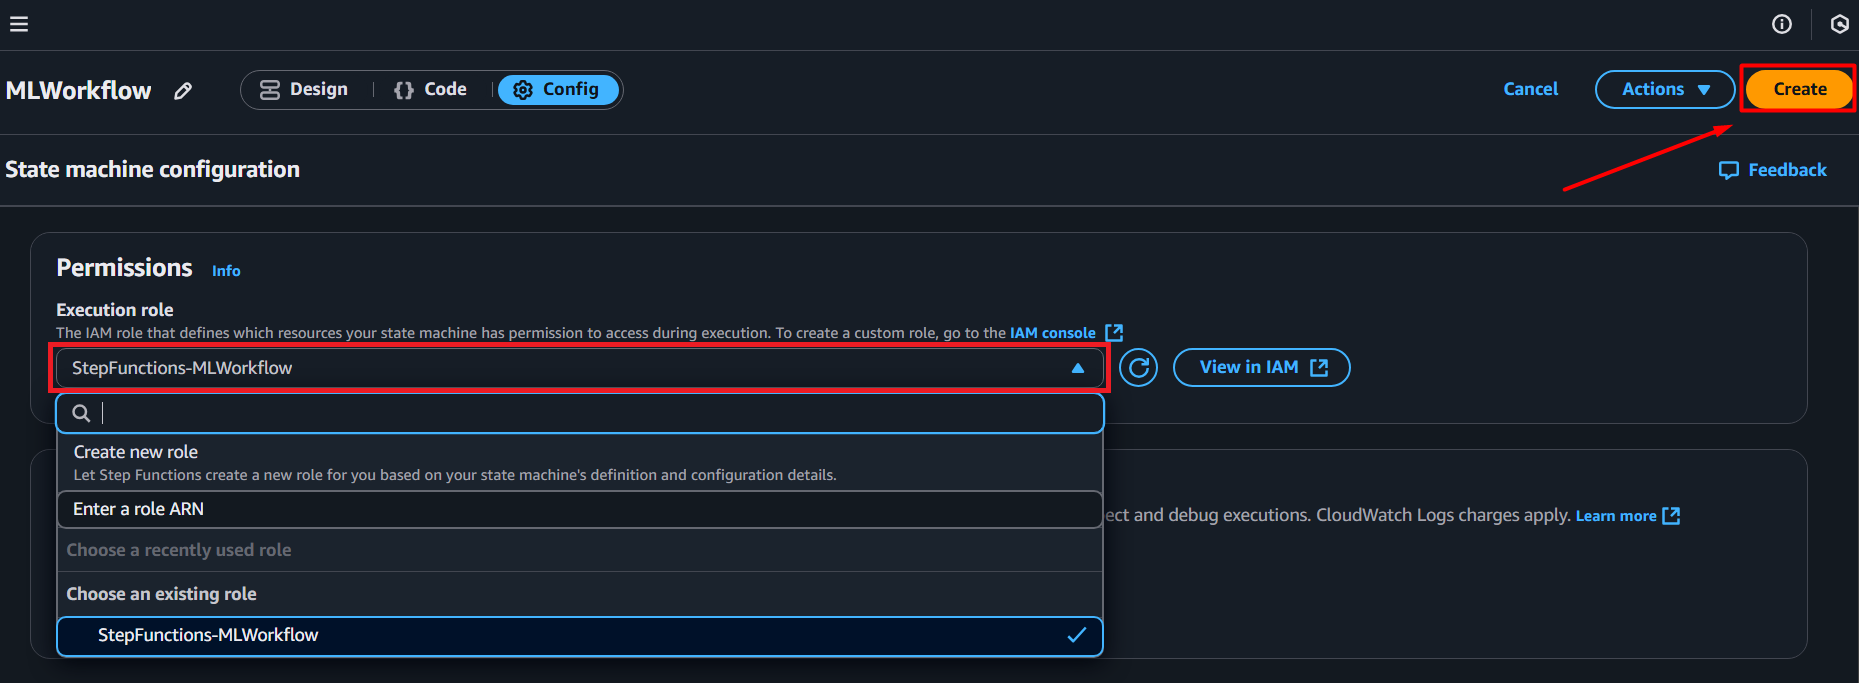 MLWorkflow
Design
{} Code
Config
Cancel
Actions
Create
State machine configuration
Feedback
Permissions Info
Execution role
The IAM role that defines which resources your state machine has permission to access during execution. To create a custom role, go to the IAM console
StepFunctions-MLWorkflow
View in IAM
Create new role
Let Step Functions create a new role for you based on your state machine's definition and configuration details.
Enter a role ARN
ect and debug executions. CloudWatch Logs charges apply. Learn more
Choose a recently used role
Choose an existing role
StepFunctions-MLWorkflow